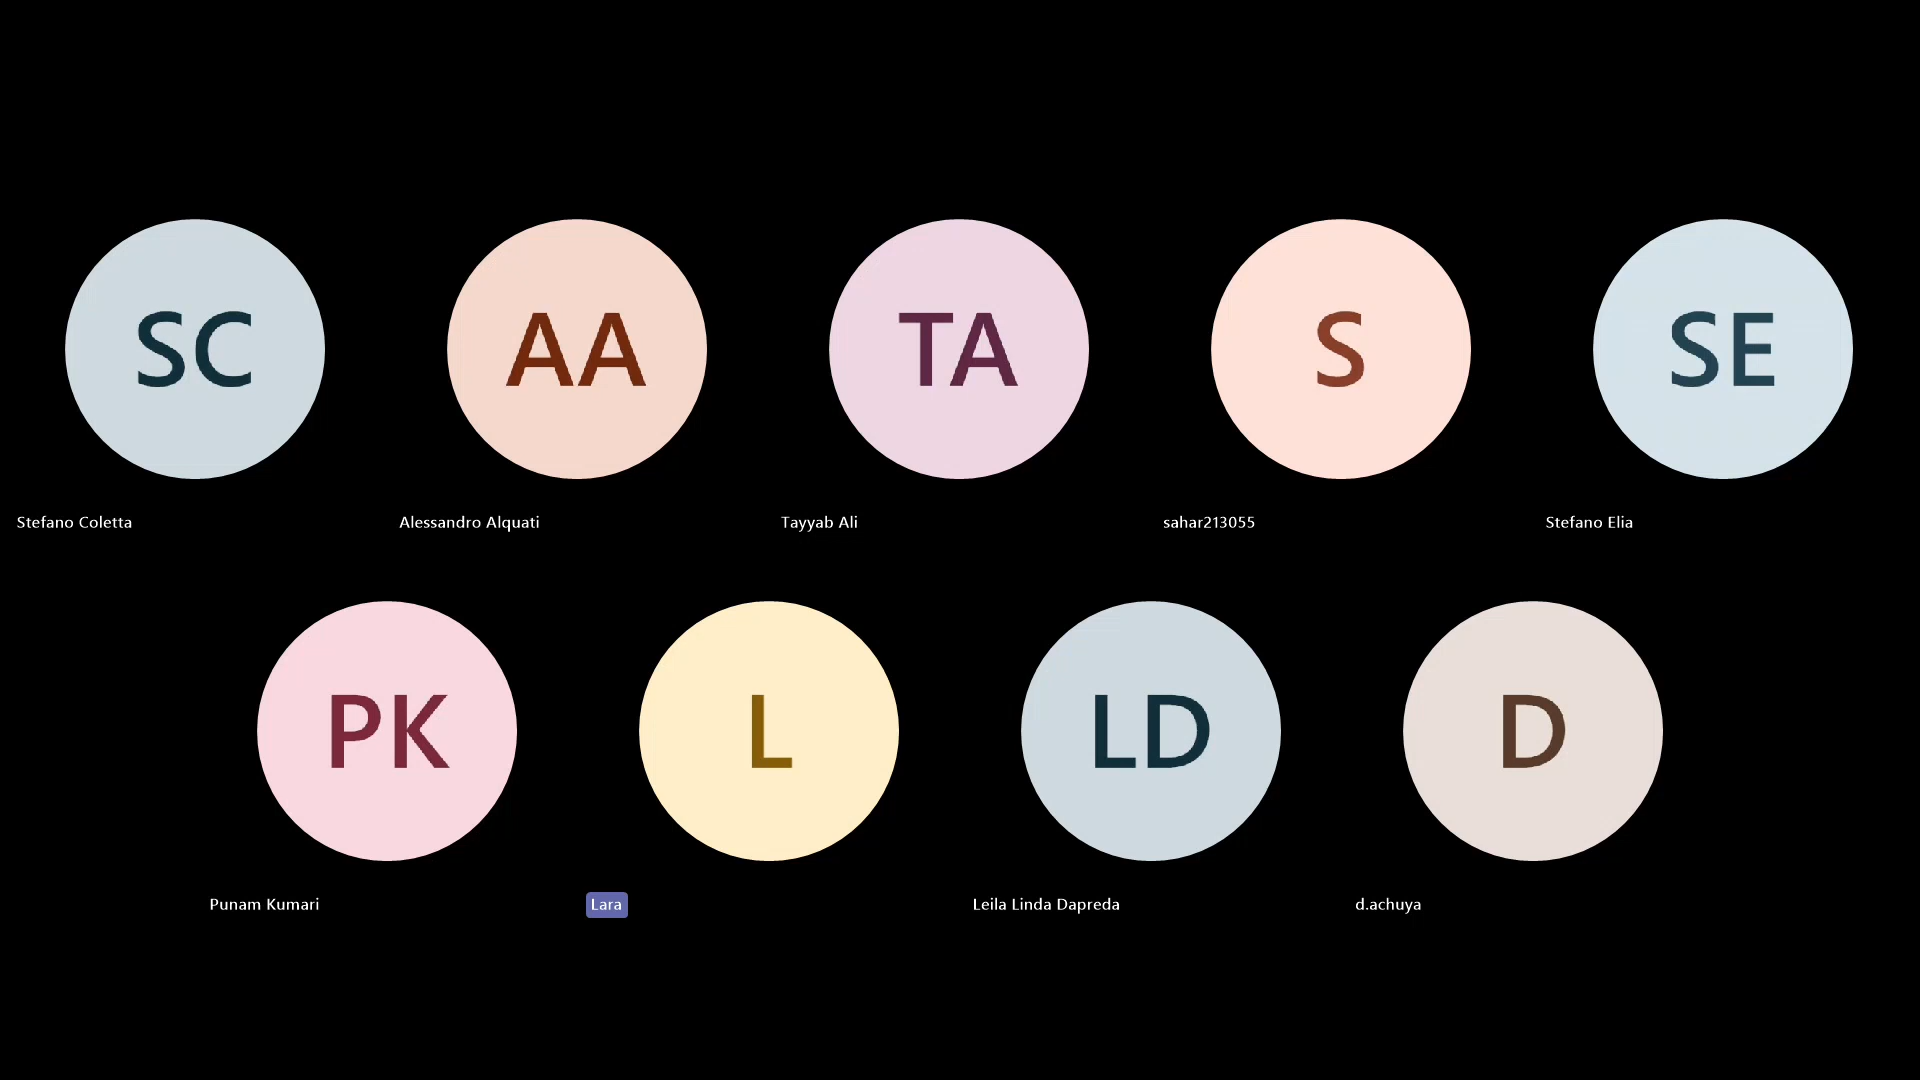 SC
AA
TA
S
SE
Stefano Coletta
Alessandro Alquati
Tayyab Ali
sahar213055
Stefano Elia
PK
L
LD
D
Punam Kumari
Lara
Leila Linda Dapreda
d.achuya